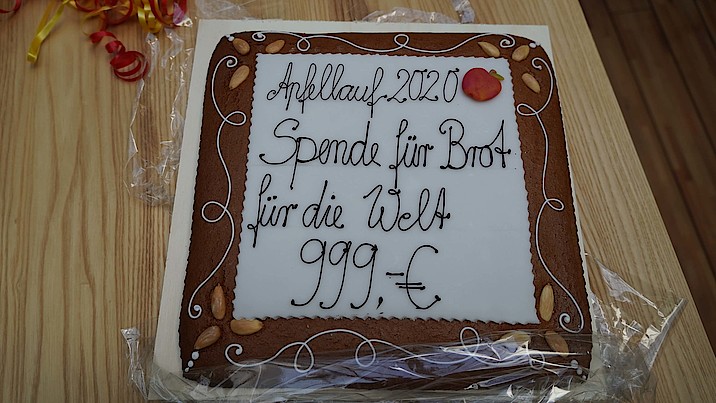 Apfellauf 2020
Spende für Brot
für die Welt
999,-€